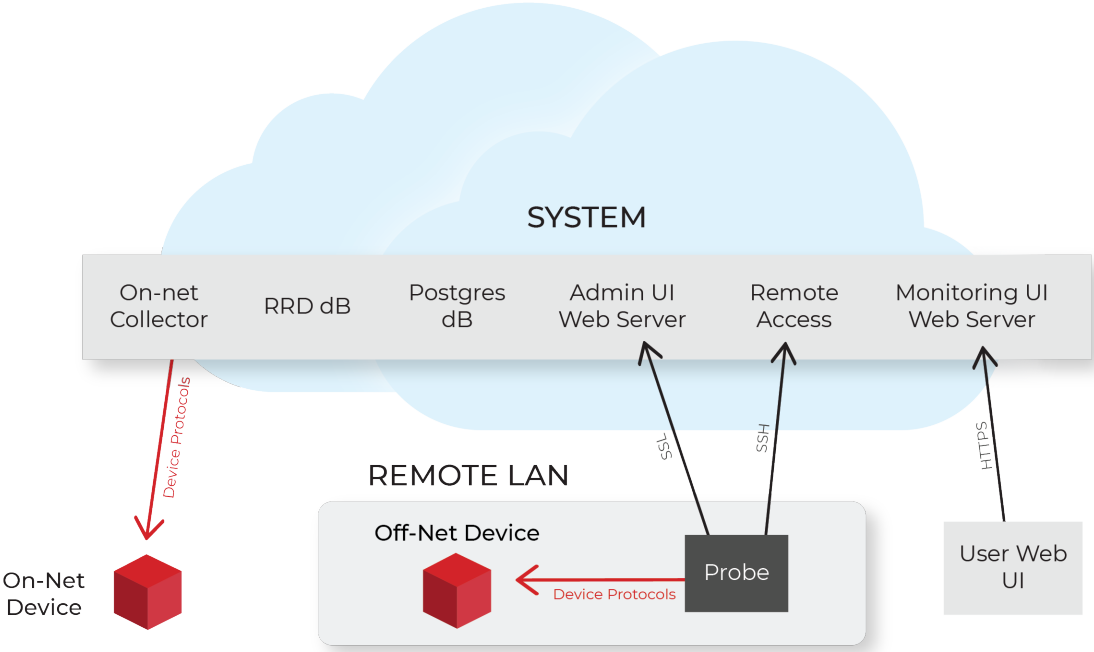 SYSTEM
On-net
Collector
RRD dB
Postgres
dB
Admin UI
Web Server
Remote
Access
Monitoring UI
Web Server
Device Protocols
SSL
SSH
HTTPS
REMOTE LAN
Off-Net Device
On-Net
Device
Device Protocols
Probe
User Web
UI